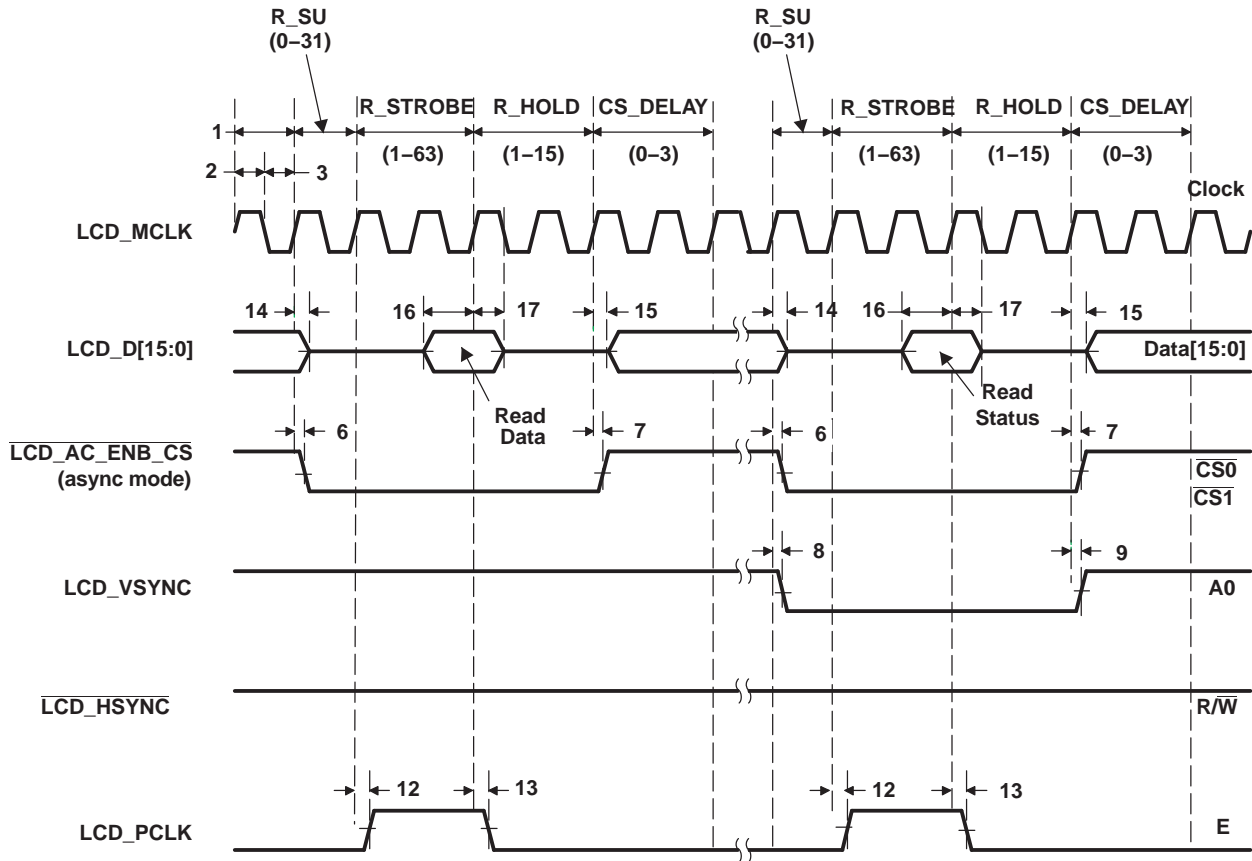 R_SU
(0–31)
R_SU
(0–31)
R_STROBE
R_HOLD
CS_DELAY
R_STROBE
R_HOLD
CS_DELAY
1
(1–63)
(1–15)
(0–3)
(1–63)
(1–15)
(0–3)
2
3
Clock
LCD_MCLK
14
16
17
15
14
16
17
15
LCD_D[15:0]
Data[15:0]
Read
Data
Read
Status
6
7
6
7
LCD_AC_ENB_CS
(async mode)
CS0
CS1
8
9
LCD_VSYNC
A0
LCD_HSYNC
R/W
12
13
12
13
LCD_PCLK
E